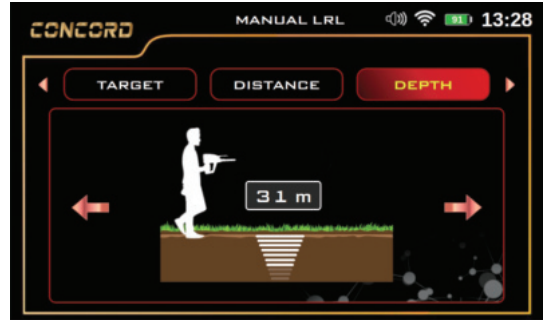 CONCORD
MANUAL LRL 91 13:28
TARGET DISTANCE DEPTH
31 m